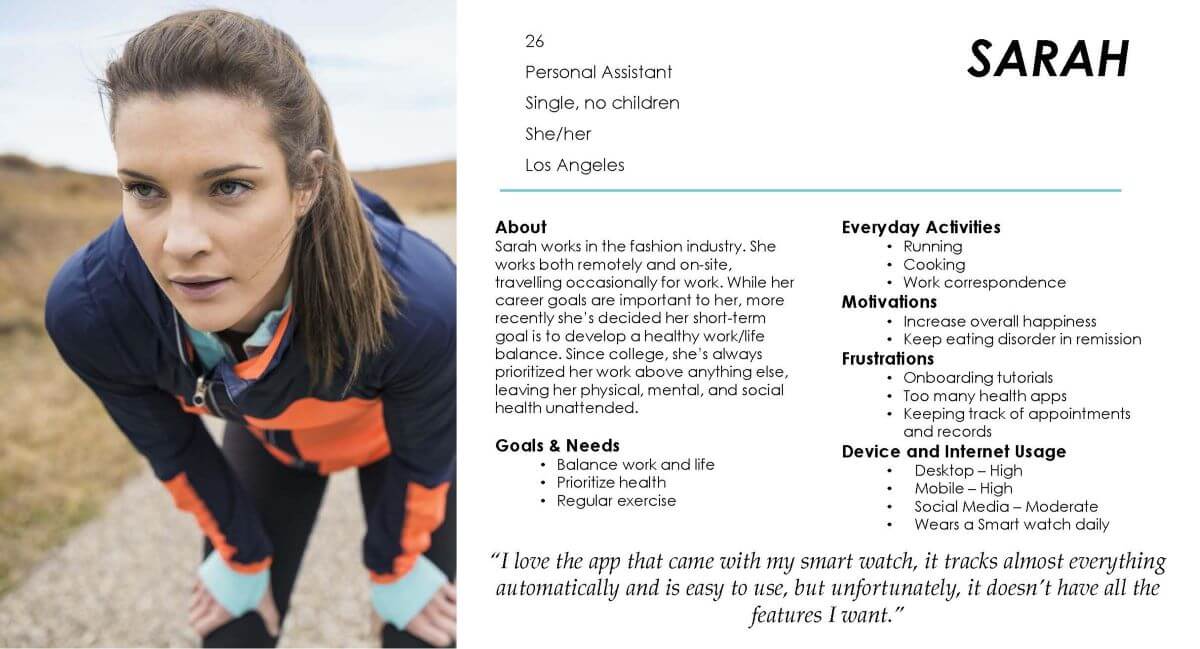 26
Personal Assistant
Single, no children
She/her
Los Angeles
SARAH
About
Sarah works in the fashion industry. She
works both remotely and on-site,
travelling occasionally for work. While her
career goals are important to her, more
recently she's decided her short-term
goal is to develop a healthy work/life
balance. Since college, she's always
prioritized her work above anything else,
leaving her physical, mental, and social
health unattended.
Goals & Needs
• Balance work and life
• Prioritize health
• Regular exercise
Everyday Activities
• Running
• Cooking
• Work correspondence
Motivations
• Increase overall happiness
• Keep eating disorder in remission
Frustrations
• Onboarding tutorials
• Too many health apps
• Keeping track of appointments
and records
Device and Internet Usage
• Desktop – High
• Mobile – High
• Social Media – Moderate
• Wears a Smart watch daily
“I love the app that came with my smart watch, it tracks almost everything
automatically and is easy to use, but unfortunately, it doesn’t have all the
features I want.”